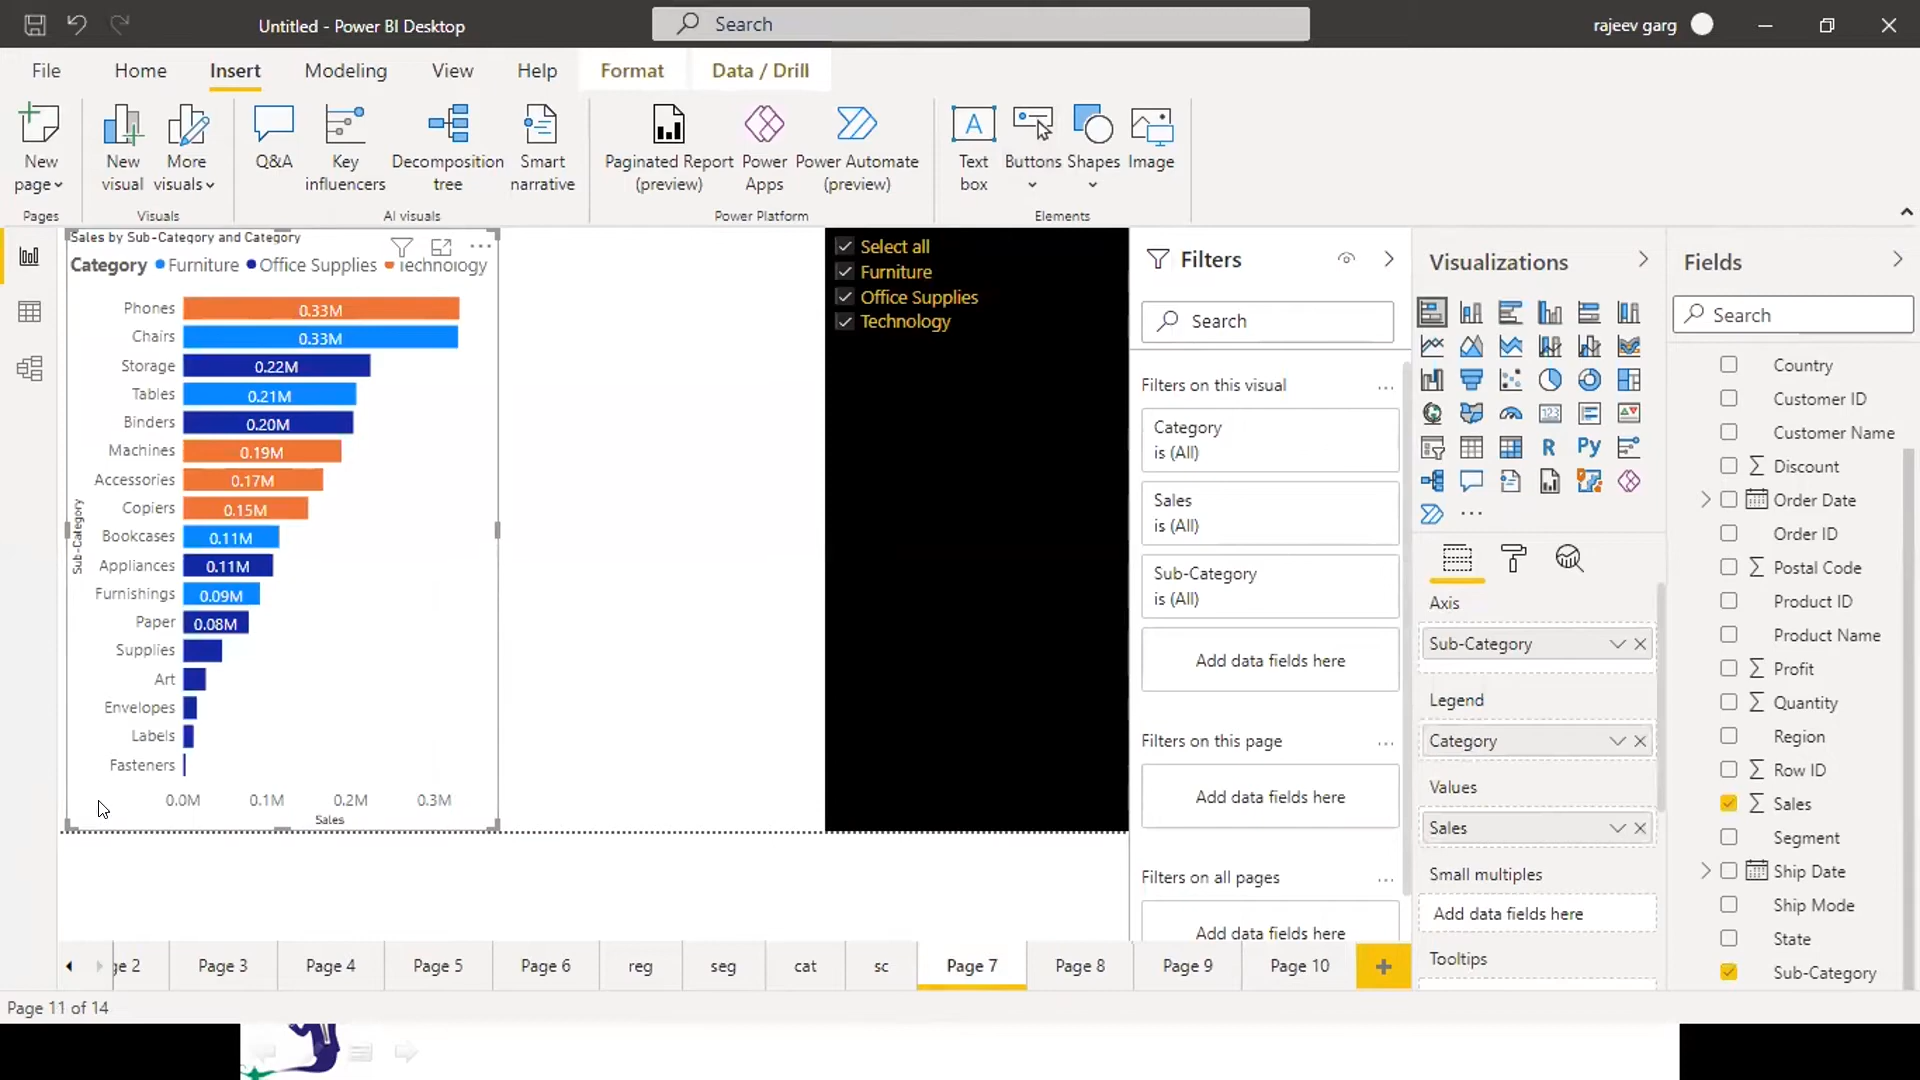 Untitled - Power BI Desktop
Search
rajeev garg
File
Home
Insert
Modeling
View
Help
Format
Data / Drill
New page
New visual
More visuals
Q&A
Key influencers
Decomposition tree
Smart narrative
Paginated Report (preview)
Power Apps
Power Automate (preview)
Text box
Buttons
Shapes
Image
Pages
Visuals
AI visuals
Power Platform
Elements
Sales by Sub-Category and Category
Category Furniture Office Supplies Technology
Phones 0.33M
Chairs 0.33M
Storage 0.22M
Tables 0.21M
Binders 0.20M
Machines 0.19M
Accessories 0.17M
Copiers 0.15M
Bookcases 0.11M
Appliances 0.11M
Furnishings 0.09M
Paper 0.08M
Supplies
Art
Envelopes
Labels
Fasteners
Sub-Category
0.0M 0.1M 0.2M 0.3M
Sales
Select all
Furniture
Office Supplies
Technology
Filters
Search
Filters on this visual
Category
is (All)
Sales
is (All)
Sub-Category
is (All)
Add data fields here
Filters on this page
Add data fields here
Filters on all pages
Add data fields here
Visualizations
123
R
Py
Axis
Sub-Category
Legend
Category
Values
Sales
Small multiples
Add data fields here
Tooltips
Fields
Search
Country
Customer ID
Customer Name
Discount
Order Date
Order ID
Postal Code
Product ID
Product Name
Profit
Quantity
Region
Row ID
Sales
Segment
Ship Date
Ship Mode
State
Sub-Category
ge 2
Page 3
Page 4
Page 5
Page 6
reg
seg
cat
sc
Page 7
Page 8
Page 9
Page 10
Page 11 of 14